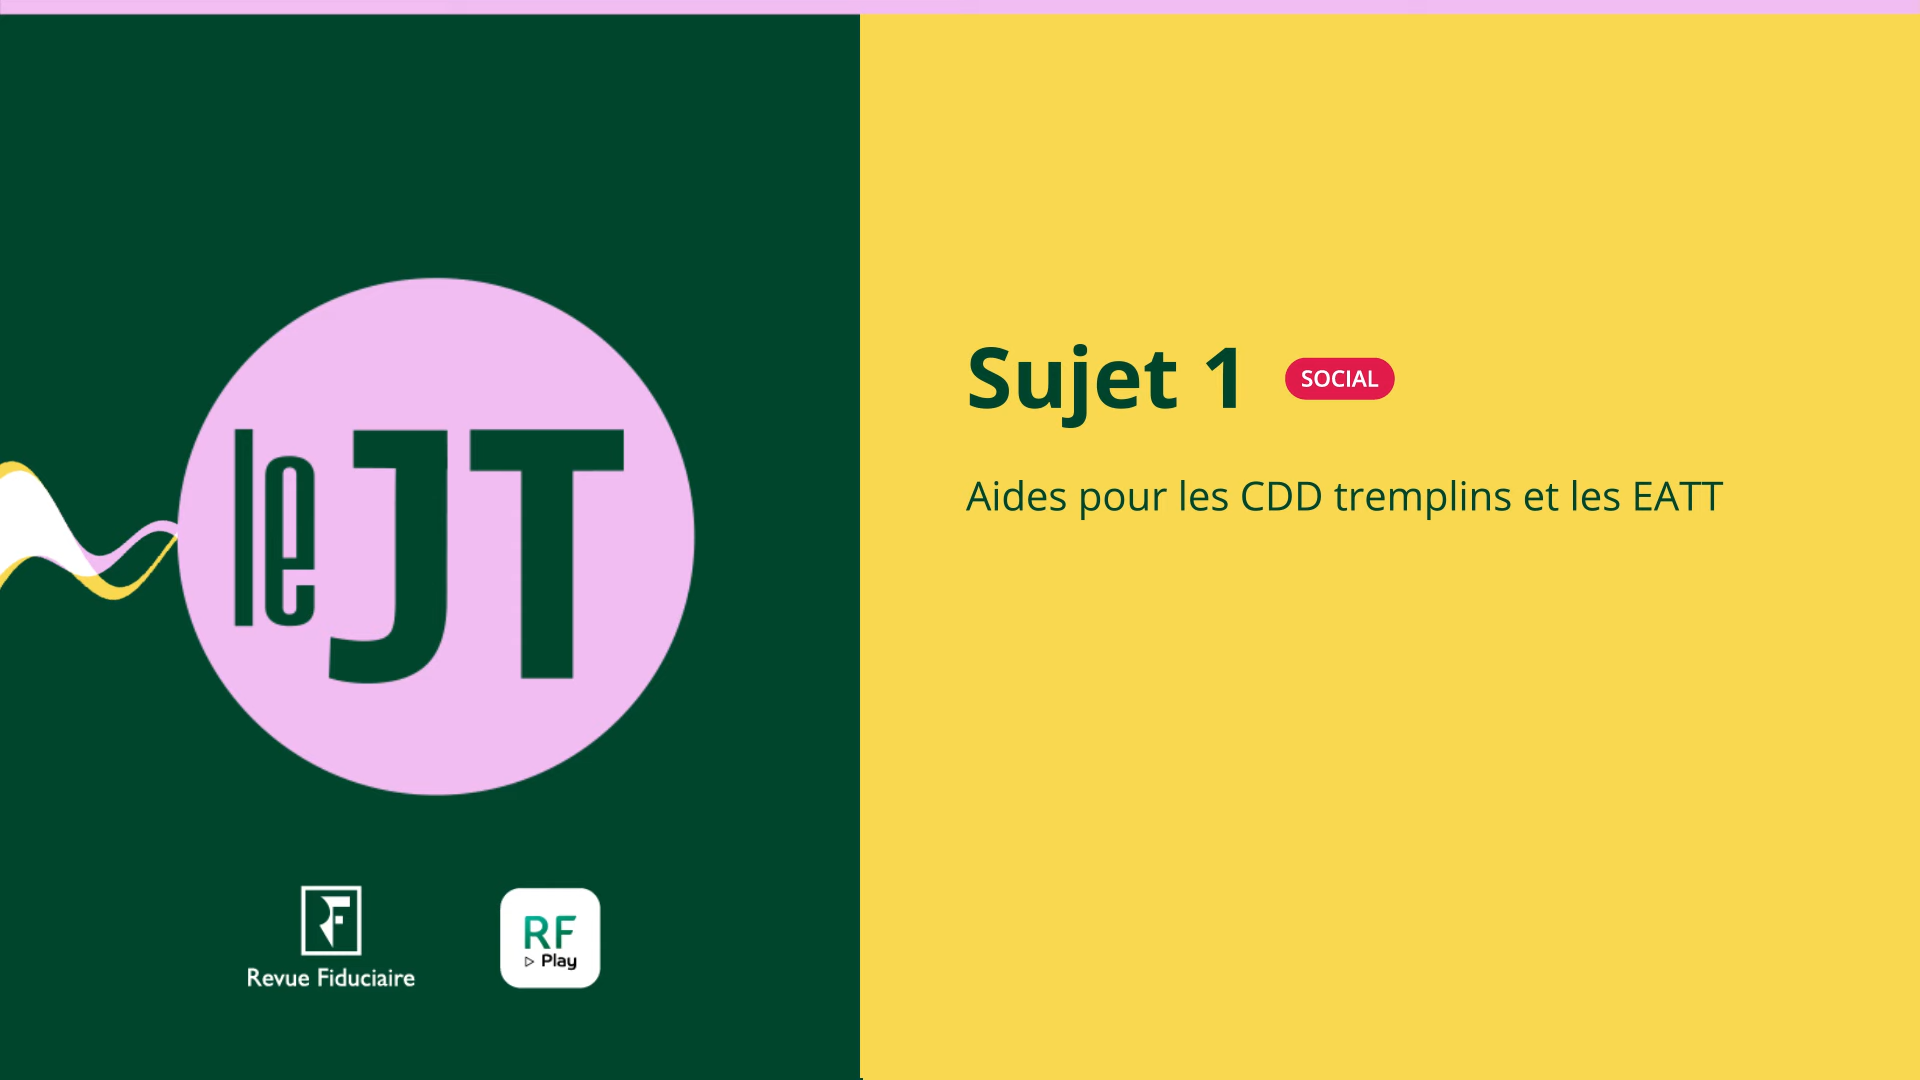 le JT
Revue Fiduciaire
RF
Play
Sujet 1 SOCIAL
Aides pour les CDD tremplins et les EATT